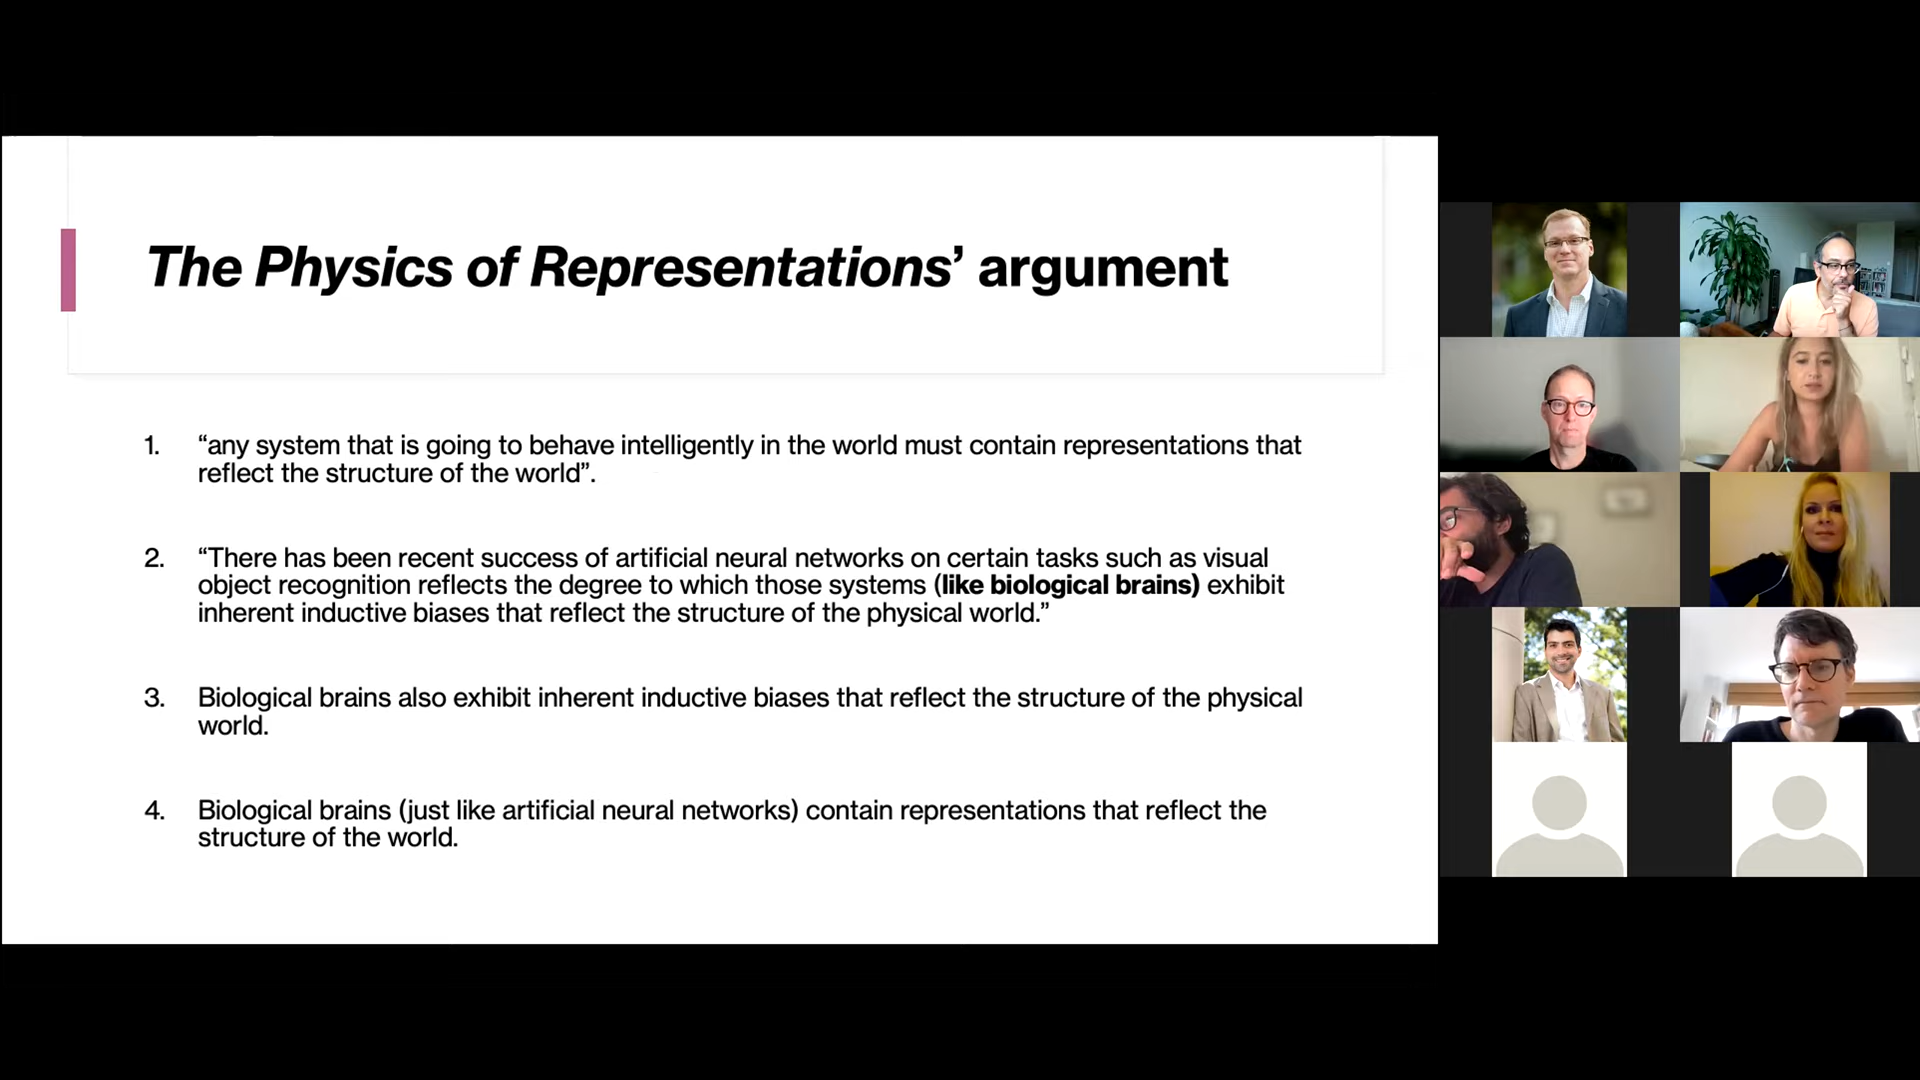 The Physics of Representations’ argument
1. “any system that is going to behave intelligently in the world must contain representations that
reflect the structure of the world”.
2. “There has been recent success of artificial neural networks on certain tasks such as visual
object recognition reflects the degree to which those systems (like biological brains) exhibit
inherent inductive biases that reflect the structure of the physical world.”
3. Biological brains also exhibit inherent inductive biases that reflect the structure of the physical
world.
4. Biological brains (just like artificial neural networks) contain representations that reflect the
structure of the world.